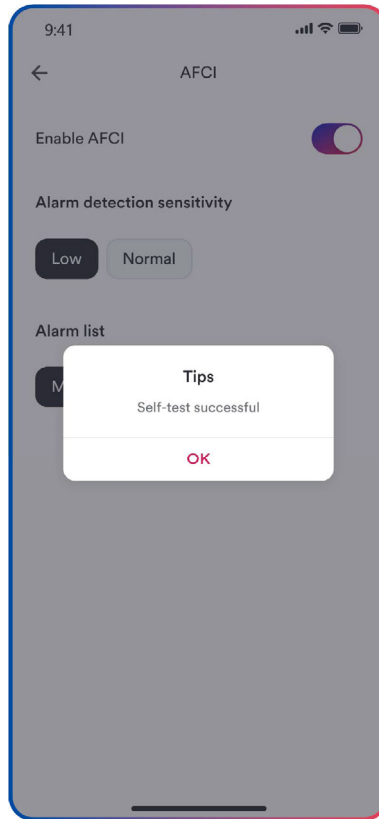 9:41
AFCI
Enable AFCI
Alarm detection sensitivity
Low Normal
Alarm list
Tips
Self-test successful
OK